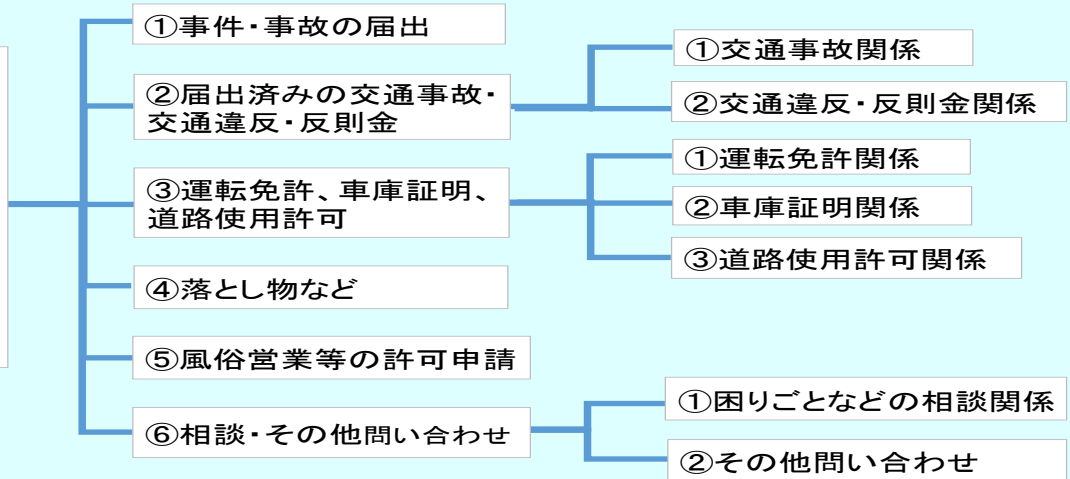 ①事件・事故の届出
②届出済みの交通事故・
交通違反・反則金
①交通事故関係
②交通違反・反則金関係
③運転免許、車庫証明、
道路使用許可
①運転免許関係
②車庫証明関係
③道路使用許可関係
④落とし物など
⑤風俗営業等の許可申請
⑥相談・その他問い合わせ
①困りごとなどの相談関係
②その他問い合わせ